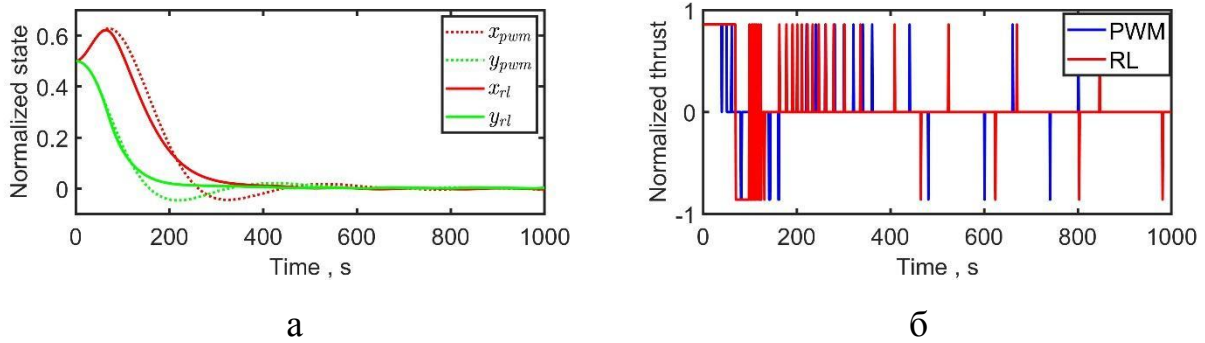 Normalized state
0.6
0.4
0.2
0
0 200 400 600 800 1000
Time , s
x_pwm
y_pwm
x_rl
y_rl
а
Normalized thrust
1
0
-1
0 200 400 600 800 1000
Time , s
PWM
RL
б